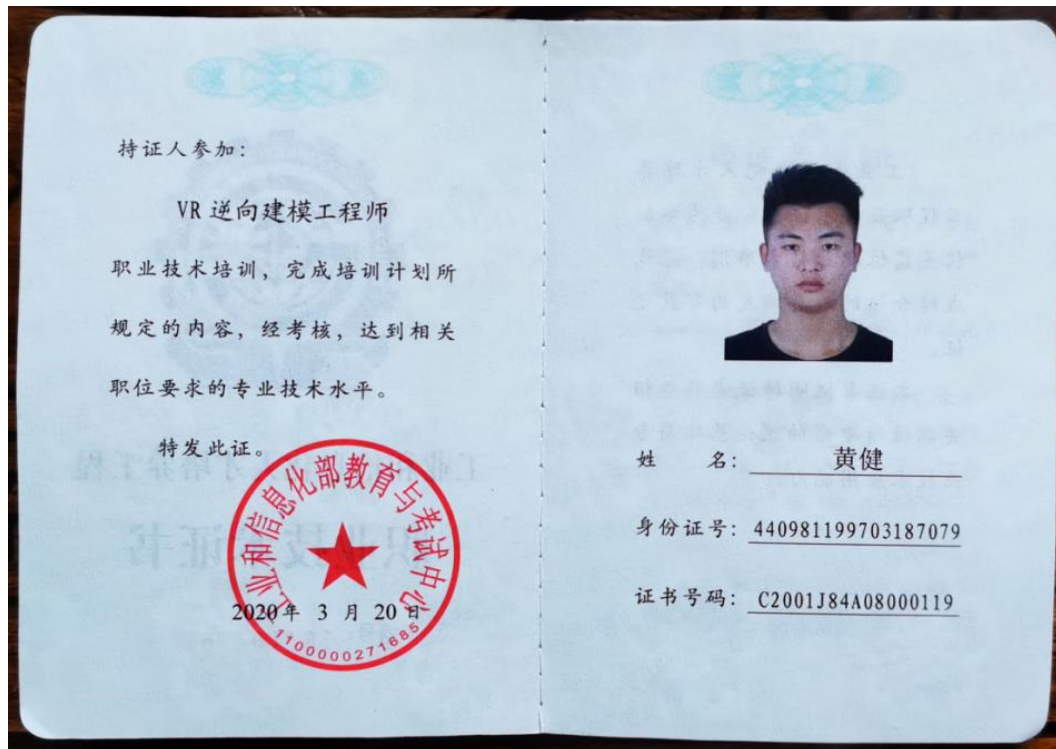 持证人参加：
VR 逆向建模工程师
职业技术培训，完成培训计划所
规定的内容，经考核，达到相关
职位要求的专业技术水平。
特发此证。
工业和信息化部教育与考试中心
2020年 3 月 20 日
1100000271685
姓 名：黄健
身份证号：440981199703187079
证书号码：C2001J84A08000119